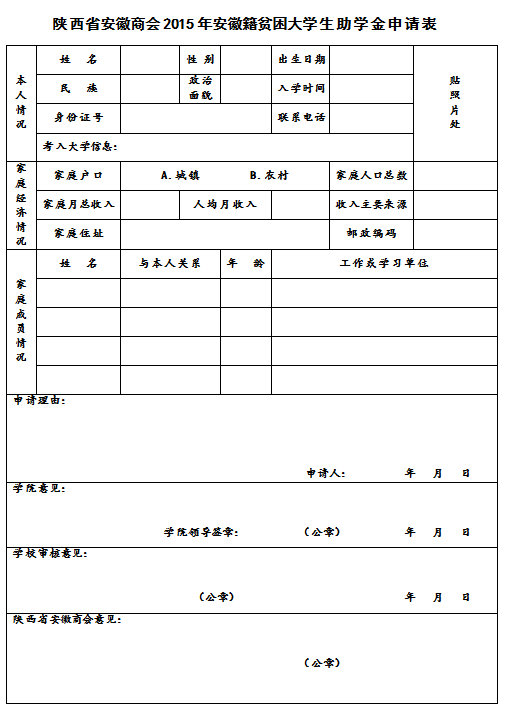 陕西省安徽商会2015年安徽籍贫困大学生助学金申请表
本人情况
姓 名 性 别 出生日期
贴照片处
民 族 政治面貌 入学时间
身份证号 联系电话
考入大学信息：
家庭经济情况
家庭户口 A.城镇 B.农村 家庭人口总数
家庭月总收入 人均月收入 收入主要来源
家庭住址 邮政编码
家庭成员情况
姓 名 与本人关系 年 龄 工作或学习单位
申请理由：
申请人： 年 月 日
学院意见：
学院领导签章： （公章） 年 月 日
学校审核意见：
（公章） 年 月 日
陕西省安徽商会意见：
（公章）